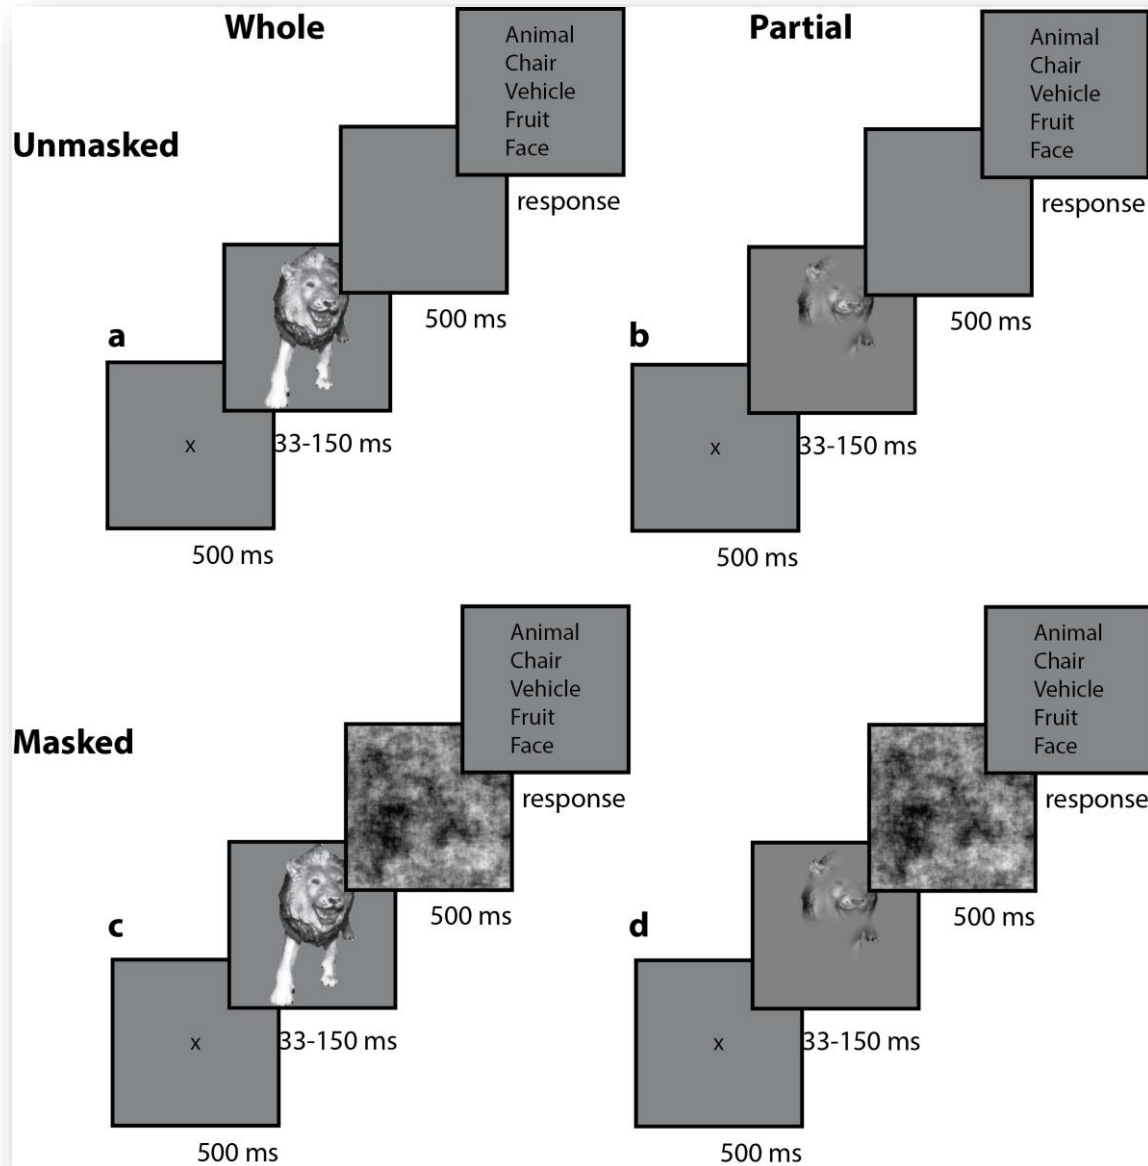 Whole
Partial
Unmasked
Animal
Chair
Vehicle
Fruit
Face
response
500 ms
a
33-150 ms
x
500 ms
Animal
Chair
Vehicle
Fruit
Face
response
500 ms
b
33-150 ms
x
500 ms
Masked
Animal
Chair
Vehicle
Fruit
Face
response
500 ms
c
33-150 ms
x
500 ms
Animal
Chair
Vehicle
Fruit
Face
response
500 ms
d
33-150 ms
x
500 ms